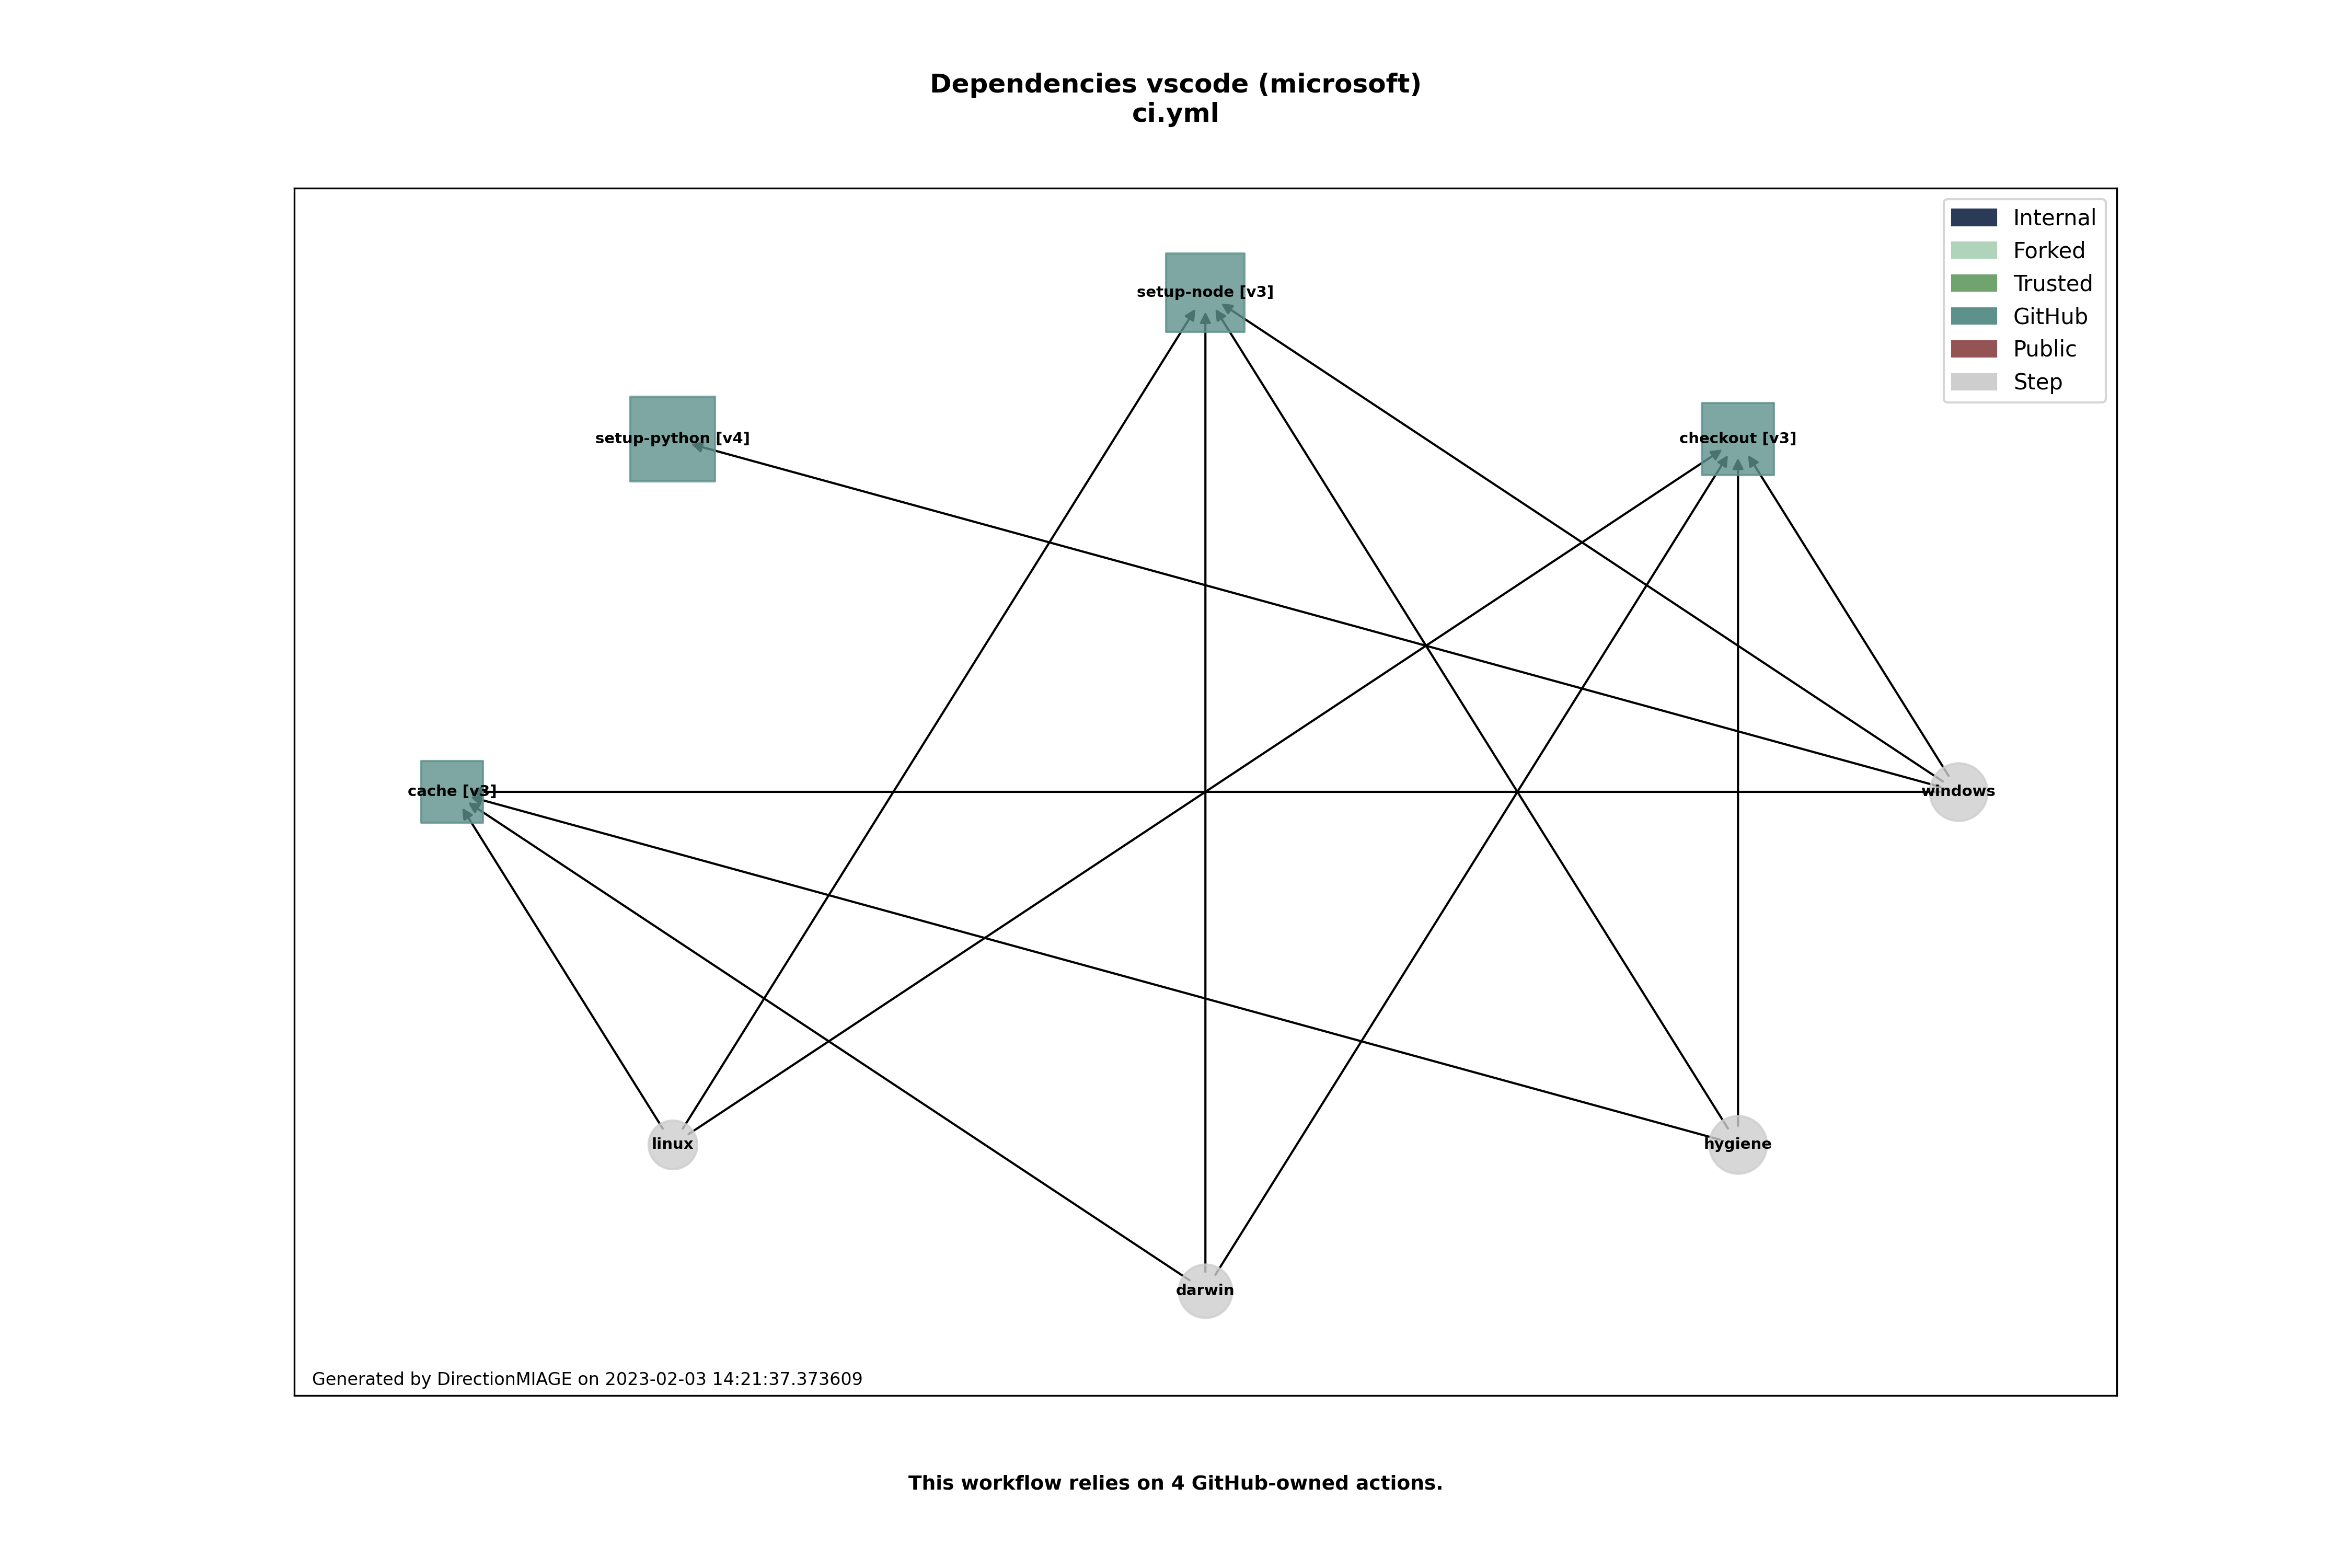 Dependencies vscode (microsoft)
ci.yml
Internal
Forked
Trusted
GitHub
Public
Step
setup-node [v3]
setup-python [v4]
checkout [v3]
cache [v3]
windows
linux
hygiene
darwin
Generated by DirectionMIAGE on 2023-02-03 14:21:37.373609
This workflow relies on 4 GitHub-owned actions.